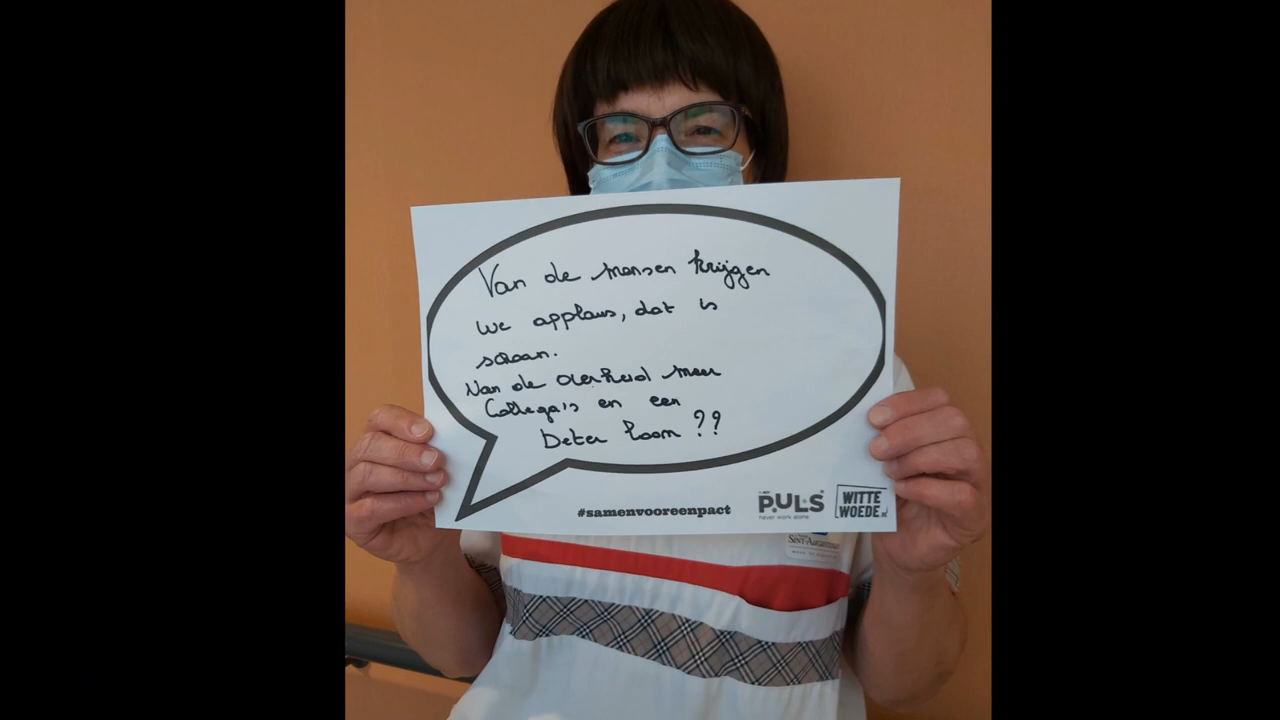 Van de mensen krijgen
we applaus, dat is
schoon.
Van de overheid meer
Collega's en een
beter loon ??
#samenvooreenpact
PULS
never work alone
WITTE
WOEDE